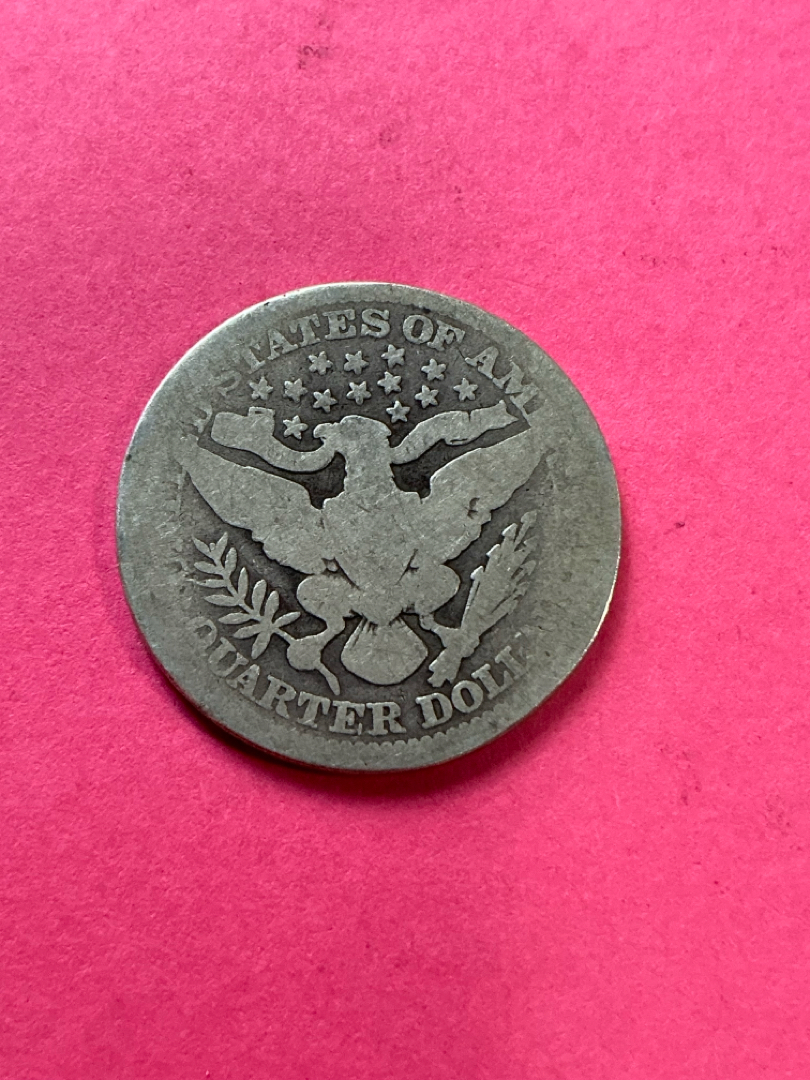 D STATES OF AM
QUARTER DOLL